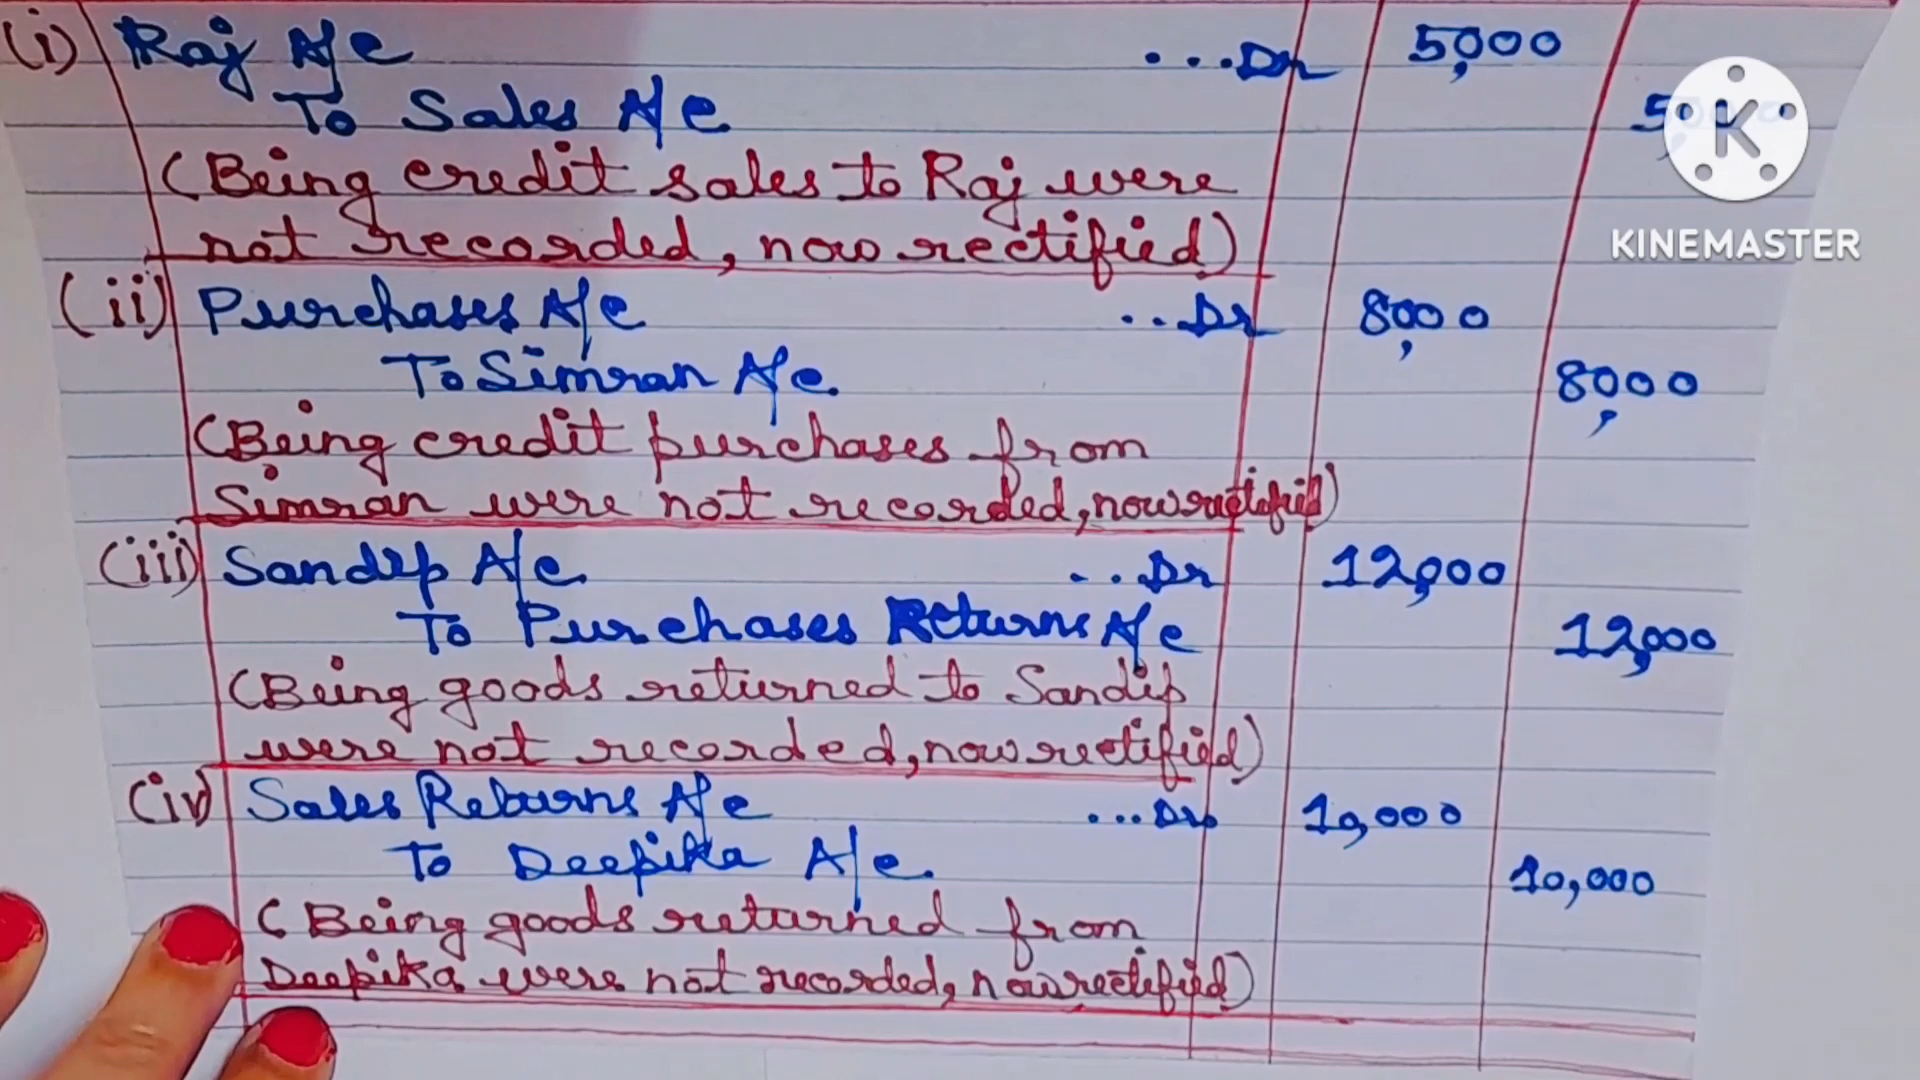 (i) Raj A/c ...Dr 5,000
To Sales A/c
(Being credit sales to Raj were
not recorded, now rectified)
(ii) Purchases A/c ..Dr 8,000
To Simran A/c 8,000
(Being credit purchases from
Simran were not recorded, now rectified)
(iii) Sandip A/c ..Dr 12,000
To Purchases Returns A/c 12,000
(Being goods returned to Sandip
were not recorded, now rectified)
(iv) Sales Returns A/c ...Dr 10,000
To Deepika A/c 10,000
(Being goods returned from
Deepika were not recorded, now rectified)
K
KINEMASTER